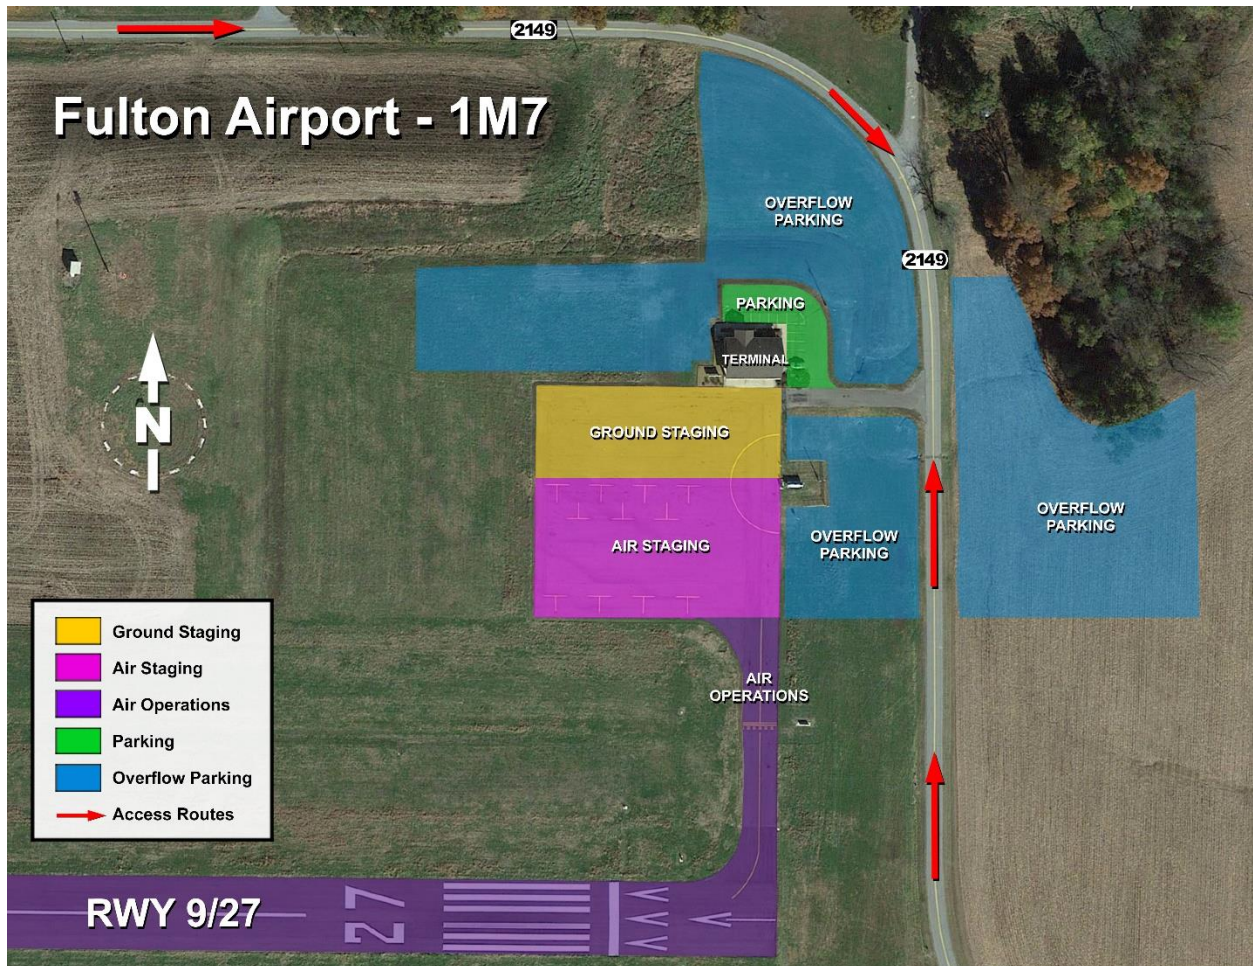 2149
Fulton Airport - 1M7
OVERFLOW
PARKING
2149
PARKING
TERMINAL
GROUND STAGING
OVERFLOW
PARKING
OVERFLOW
PARKING
AIR STAGING
N
Ground Staging
Air Staging
Air Operations
Parking
Overflow Parking
Access Routes
AIR
OPERATIONS
RWY 9/27
27